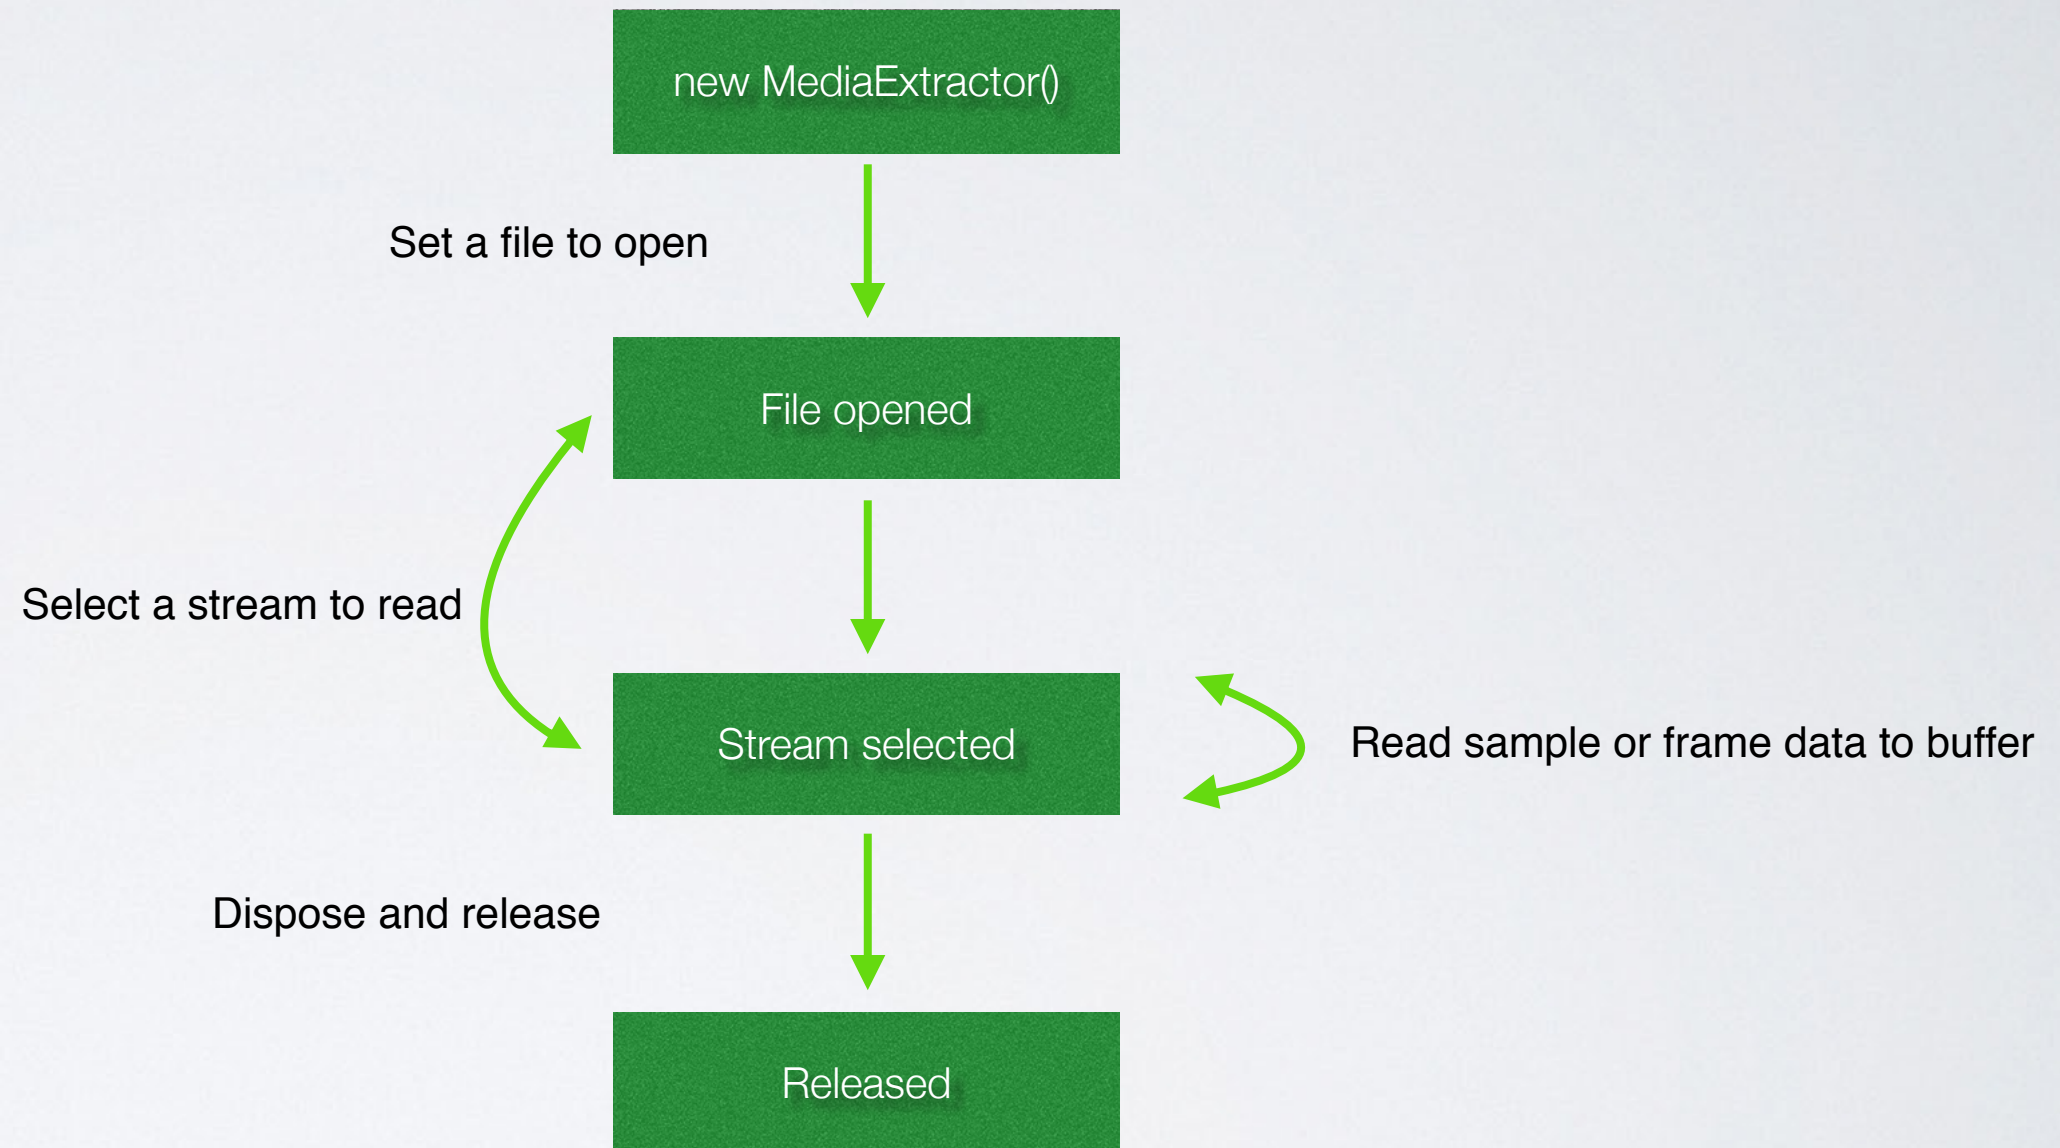 new MediaExtractor()
Set a file to open
File opened
Select a stream to read
Stream selected
Read sample or frame data to buffer
Dispose and release
Released